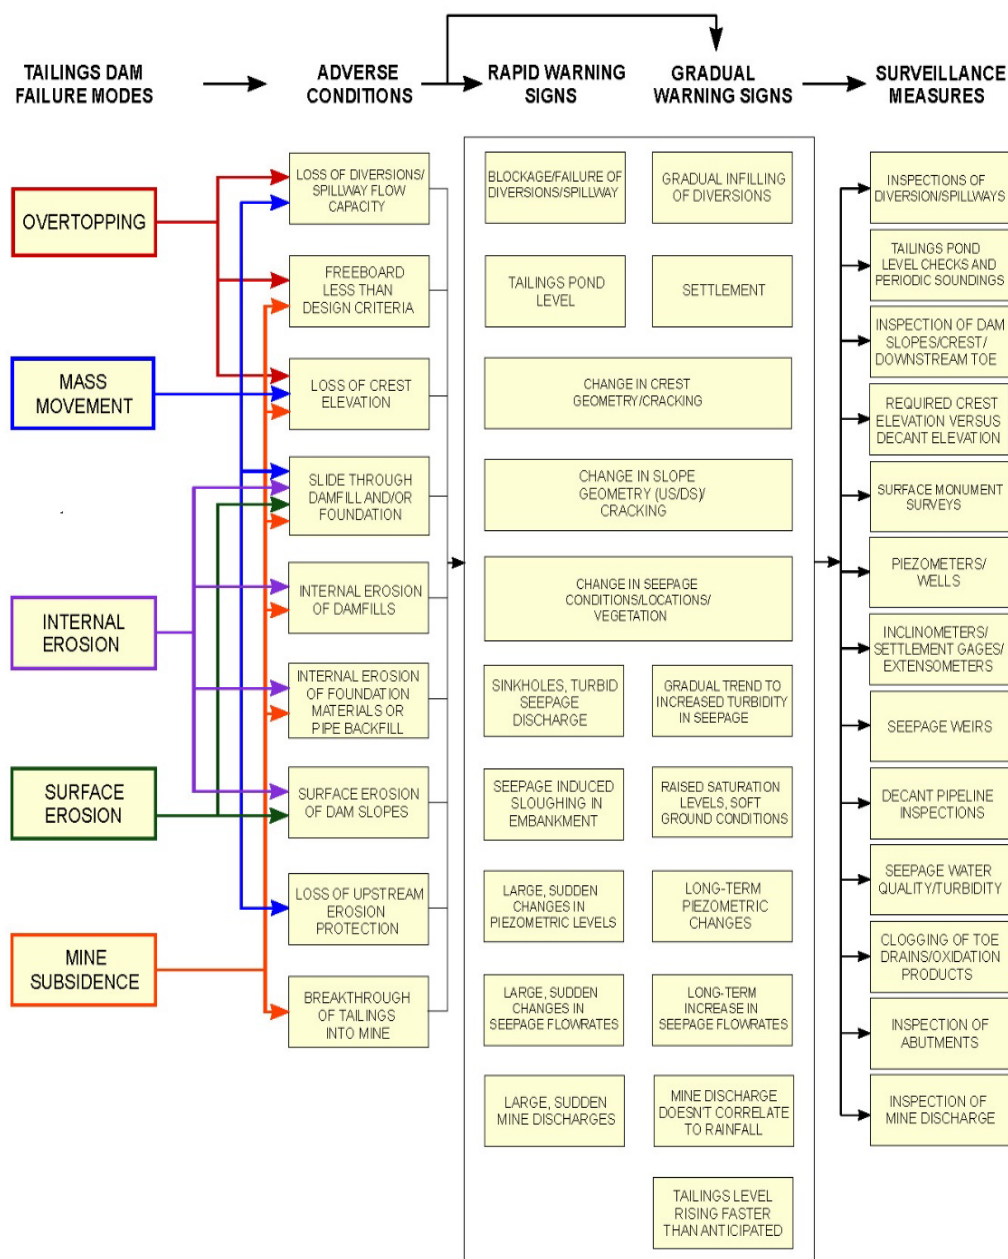 TAILINGS DAM
FAILURE MODES
ADVERSE
CONDITIONS
RAPID WARNING
SIGNS
GRADUAL
WARNING SIGNS
SURVEILLANCE
MEASURES
OVERTOPPING
MASS
MOVEMENT
INTERNAL
EROSION
SURFACE
EROSION
MINE
SUBSIDENCE
LOSS OF DIVERSIONS/
SPILLWAY FLOW
CAPACITY
FREEBOARD
LESS THAN
DESIGN CRITERIA
LOSS OF CREST
ELEVATION
SLIDE THROUGH
DAMFILL AND/OR
FOUNDATION
INTERNAL EROSION
OF DAMFILLS
INTERNAL EROSION
OF FOUNDATION
MATERIALS OR
PIPE BACKFILL
SURFACE EROSION
OF DAM SLOPES
LOSS OF UPSTREAM
EROSION
PROTECTION
BREAKTHROUGH
OF TAILINGS
INTO MINE
BLOCKAGE/FAILURE OF
DIVERSIONS/SPILLWAY
GRADUAL INFILLING
OF DIVERSIONS
TAILINGS POND
LEVEL
SETTLEMENT
CHANGE IN CREST
GEOMETRY/CRACKING
CHANGE IN SLOPE
GEOMETRY (US/DS)/
CRACKING
CHANGE IN SEEPAGE
CONDITIONS/LOCATIONS/
VEGETATION
SINKHOLES, TURBID
SEEPAGE
DISCHARGE
GRADUAL TREND TO
INCREASED TURBIDITY
IN SEEPAGE
SEEPAGE INDUCED
SLOUGHING IN
EMBANKMENT
RAISED SATURATION
LEVELS, SOFT
GROUND CONDITIONS
LARGE, SUDDEN
CHANGES IN
PIEZOMETRIC LEVELS
LONG-TERM
PIEZOMETRIC
CHANGES
LARGE, SUDDEN
CHANGES IN
SEEPAGE FLOWRATES
LONG-TERM
INCREASE IN
SEEPAGE FLOWRATES
LARGE, SUDDEN
MINE DISCHARGES
MINE DISCHARGE
DOESN'T CORRELATE
TO RAINFALL
TAILINGS LEVEL
RISING FASTER
THAN ANTICIPATED
INSPECTIONS OF
DIVERSION/SPILLWAYS
TAILINGS POND
LEVEL CHECKS AND
PERIODIC SOUNDINGS
INSPECTION OF DAM
SLOPES/CREST/
DOWNSTREAM TOE
REQUIRED CREST
ELEVATION VERSUS
DECANT ELEVATION
SURFACE MONUMENT
SURVEYS
PIEZOMETERS/
WELLS
INCLINOMETERS/
SETTLEMENT GAGES/
EXTENSOMETERS
SEEPAGE WEIRS
DECANT PIPELINE
INSPECTIONS
SEEPAGE WATER
QUALITY/TURBIDITY
CLOGGING OF TOE
DRAINS/OXIDATION
PRODUCTS
INSPECTION OF
ABUTMENTS
INSPECTION OF
MINE DISCHARGE